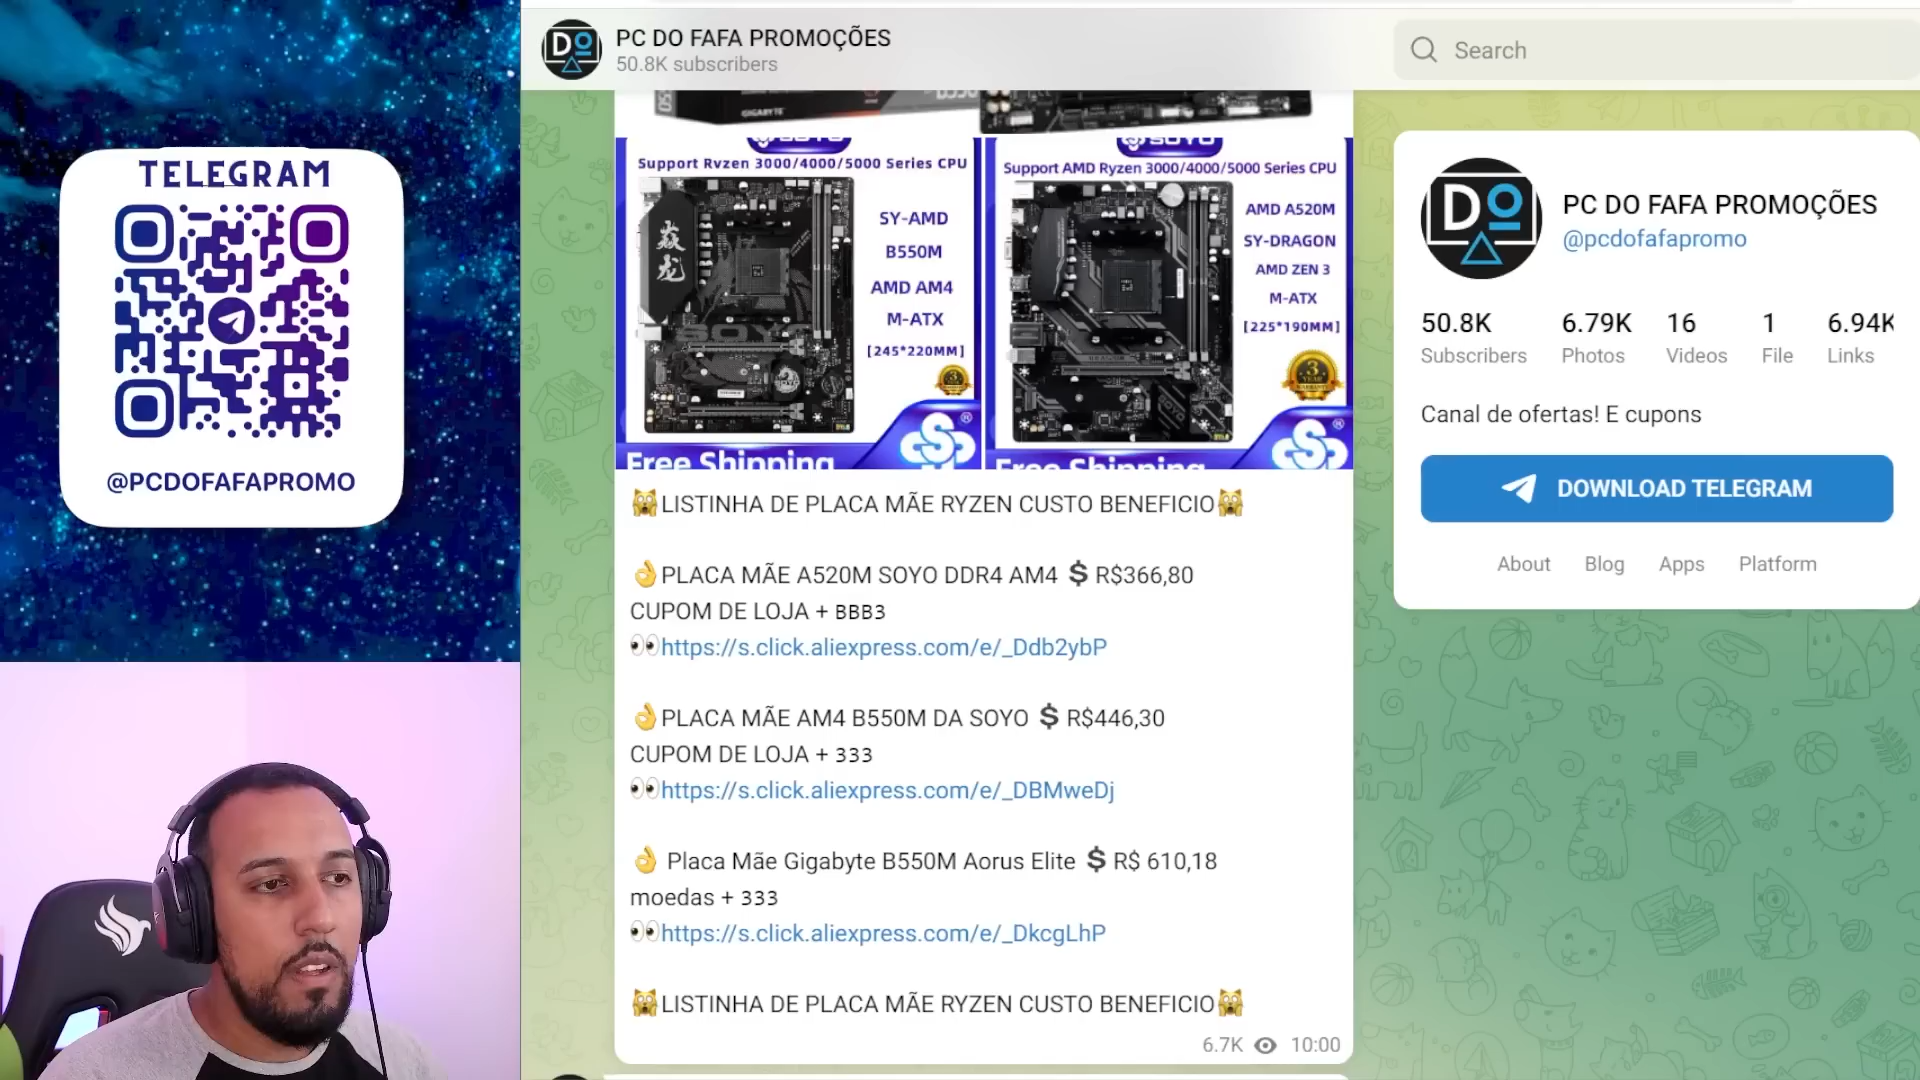 TELEGRAM
@PCDOFAFAPROMO
PC DO FAFA PROMOÇÕES
50.8K subscribers
Search
GIGABYTE
SOYO
Support Ryzen 3000/4000/5000 Series CPU
SY-AMD
B550M
AMD AM4
M-ATX
[245*220MM]
Free Shipping
SOYO
Support AMD Ryzen 3000/4000/5000 Series CPU
AMD A520M
SY-DRAGON
AMD ZEN 3
M-ATX
[225*190MM]
Free Shipping
🙀LISTINHA DE PLACA MÃE RYZEN CUSTO BENEFICIO🙀
👌PLACA MÃE A520M SOYO DDR4 AM4 💲 R$366,80
CUPOM DE LOJA + BBB3
👀https://s.click.aliexpress.com/e/_Ddb2ybP
👌PLACA MÃE AM4 B550M DA SOYO 💲 R$446,30
CUPOM DE LOJA + 333
👀https://s.click.aliexpress.com/e/_DBMweDj
👌 Placa Mãe Gigabyte B550M Aorus Elite 💲 R$ 610,18
moedas + 333
👀https://s.click.aliexpress.com/e/_DkcgLhP
🙀LISTINHA DE PLACA MÃE RYZEN CUSTO BENEFICIO🙀
6.7K 10:00
PC DO FAFA PROMOÇÕES
@pcdofafapromo
50.8K 6.79K 16 1 6.94K
Subscribers Photos Videos File Links
Canal de ofertas! E cupons
DOWNLOAD TELEGRAM
About Blog Apps Platform